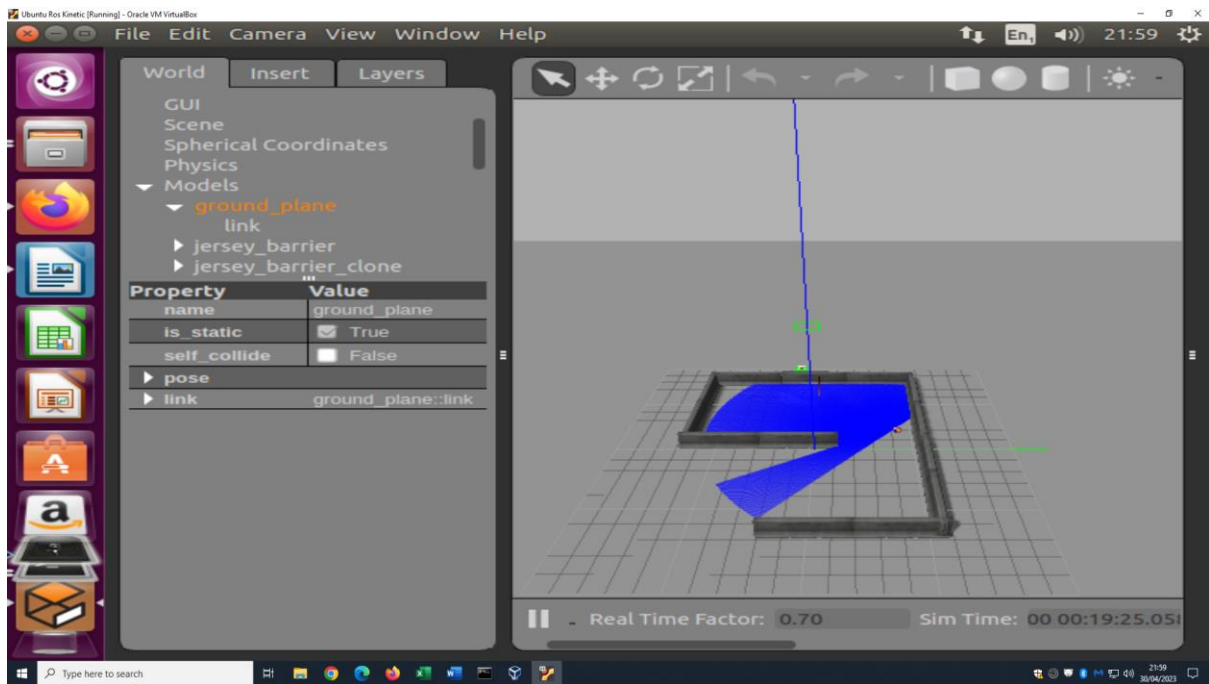 Ubuntu Ros Kinetic [Running] - Oracle VM VirtualBox
File Edit Camera View Window Help
En
21:59
World Insert Layers
GUI
Scene
Spherical Coordinates
Physics
Models
ground_plane
link
jersey_barrier
jersey_barrier_clone
Property Value
name ground_plane
is_static True
self_collide False
pose
link ground_plane::link
a
Real Time Factor: 0.70 Sim Time: 00 00:19:25.05
Type here to search
21:59
30/04/2023